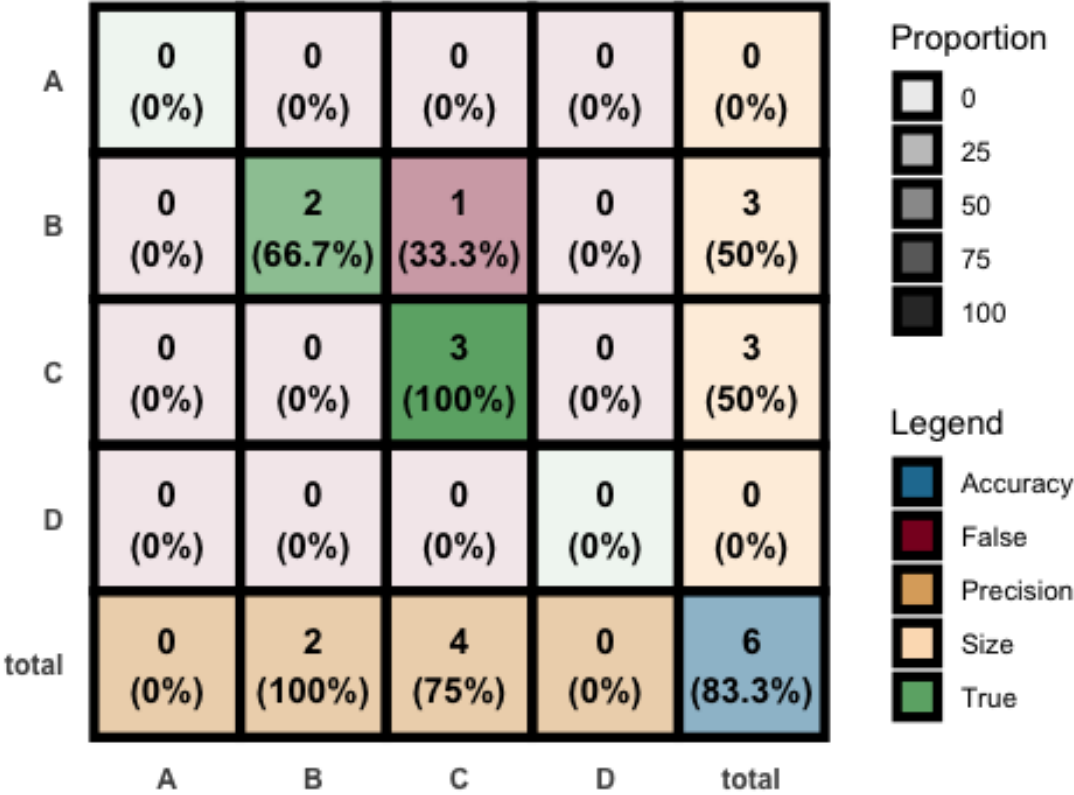 A
0 0 0 0 0
(0%) (0%) (0%) (0%) (0%)
B
0 2 1 0 3
(0%) (66.7%) (33.3%) (0%) (50%)
C
0 0 3 0 3
(0%) (0%) (100%) (0%) (50%)
D
0 0 0 0 0
(0%) (0%) (0%) (0%) (0%)
total
0 2 4 0 6
(0%) (100%) (75%) (0%) (83.3%)
A B C D total
Proportion
0
25
50
75
100
Legend
Accuracy
False
Precision
Size
True